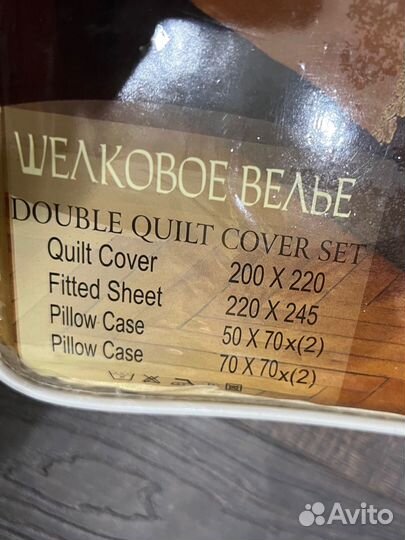 ШЕЛКОВОЕ ВЕЛЬЕ
DOUBLE QUILT COVER SET
Quilt Cover 200 X 220
Fitted Sheet 220 X 245
Pillow Case 50 X 70x(2)
Pillow Case 70 X 70x(2)
Avito